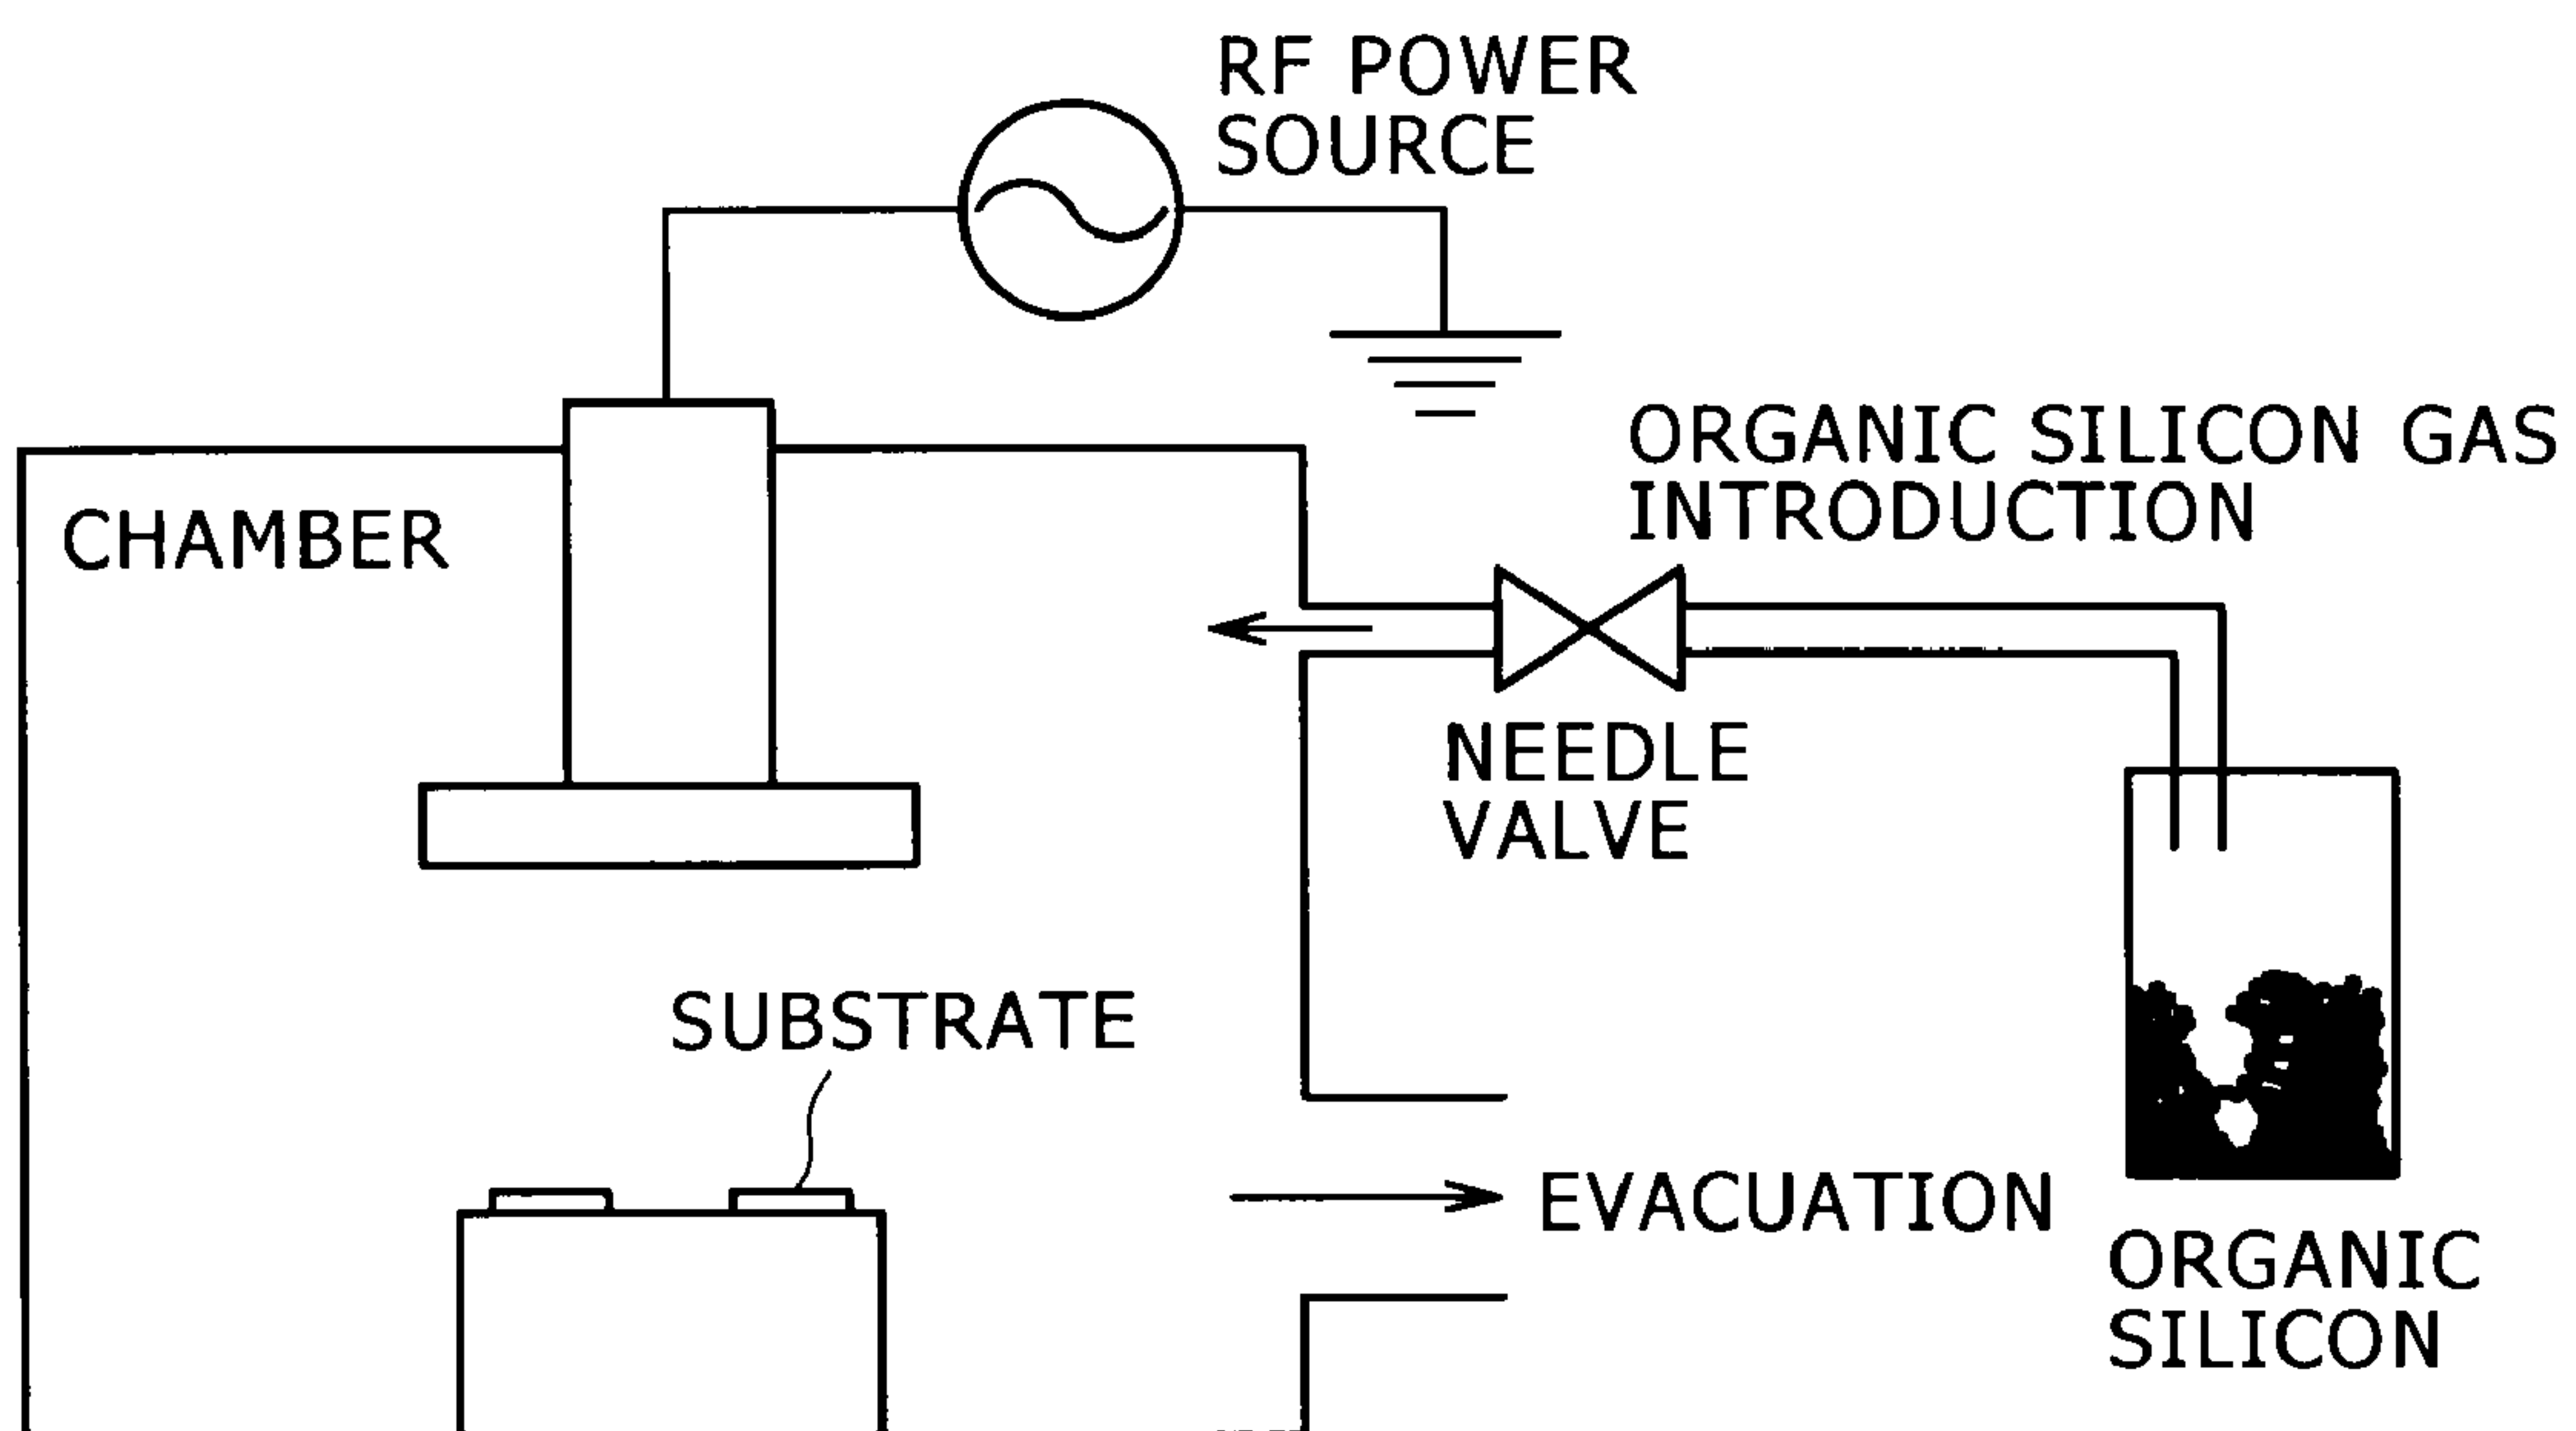 RF POWER
SOURCE
ORGANIC SILICON GAS
INTRODUCTION
CHAMBER
NEEDLE
VALVE
SUBSTRATE
EVACUATION
ORGANIC
SILICON